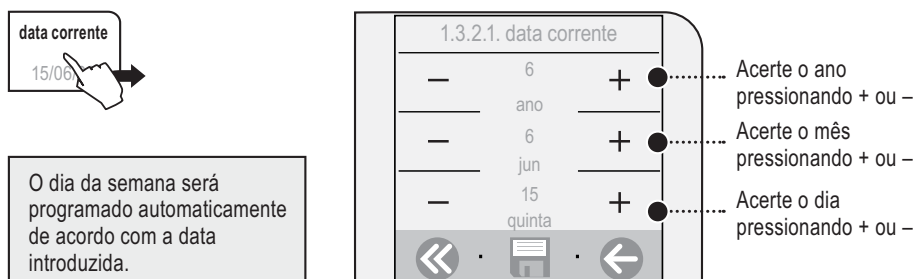 data corrente
15/06/
O dia da semana será
programado automaticamente
de acordo com a data
introduzida.
1.3.2.1. data corrente
– 6 +
ano
– 6 +
jun
– 15 +
quinta
Acerte o ano
pressionando + ou –
Acerte o mês
pressionando + ou –
Acerte o dia
pressionando + ou –